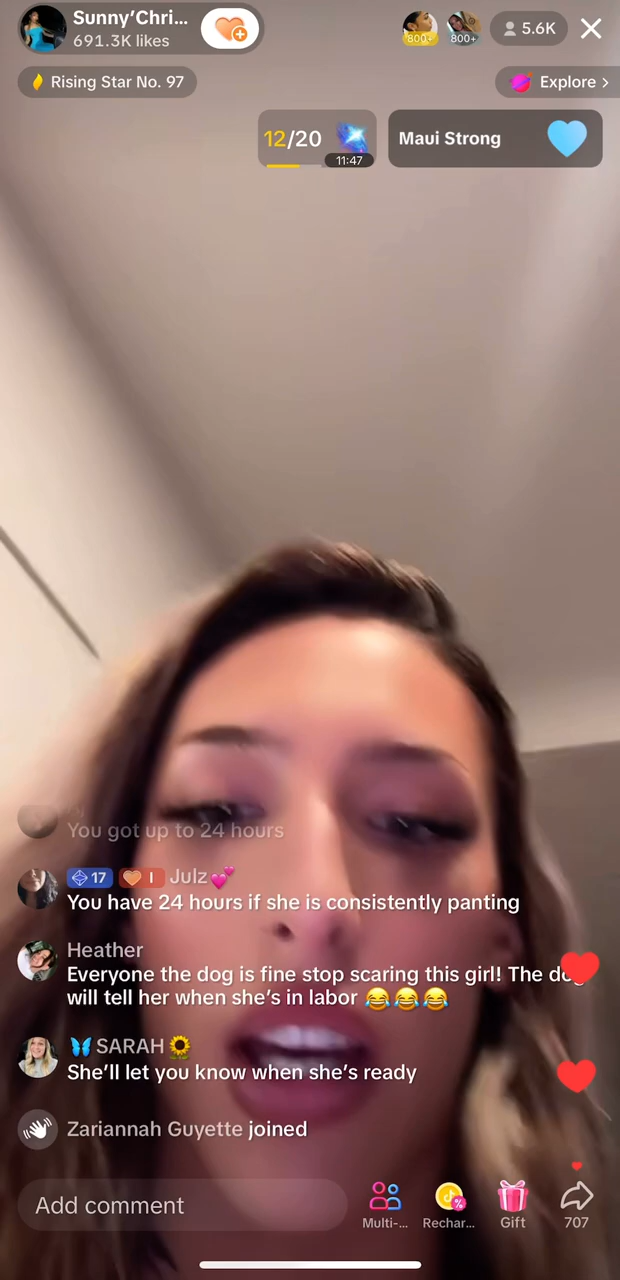 Sunny'Chri...
691.3K likes
800+
800+
5.6K
Rising Star No. 97
Explore >
12/20
11:47
Maui Strong
You got up to 24 hours
17
I
Julz💕
You have 24 hours if she is consistently panting
Heather
Everyone the dog is fine stop scaring this girl! The dog
will tell her when she's in labor 😂😂😂
🦋SARAH🌻
She'll let you know when she's ready
Zariannah Guyette joined
Add comment
Multi-...
Rechar...
Gift
707